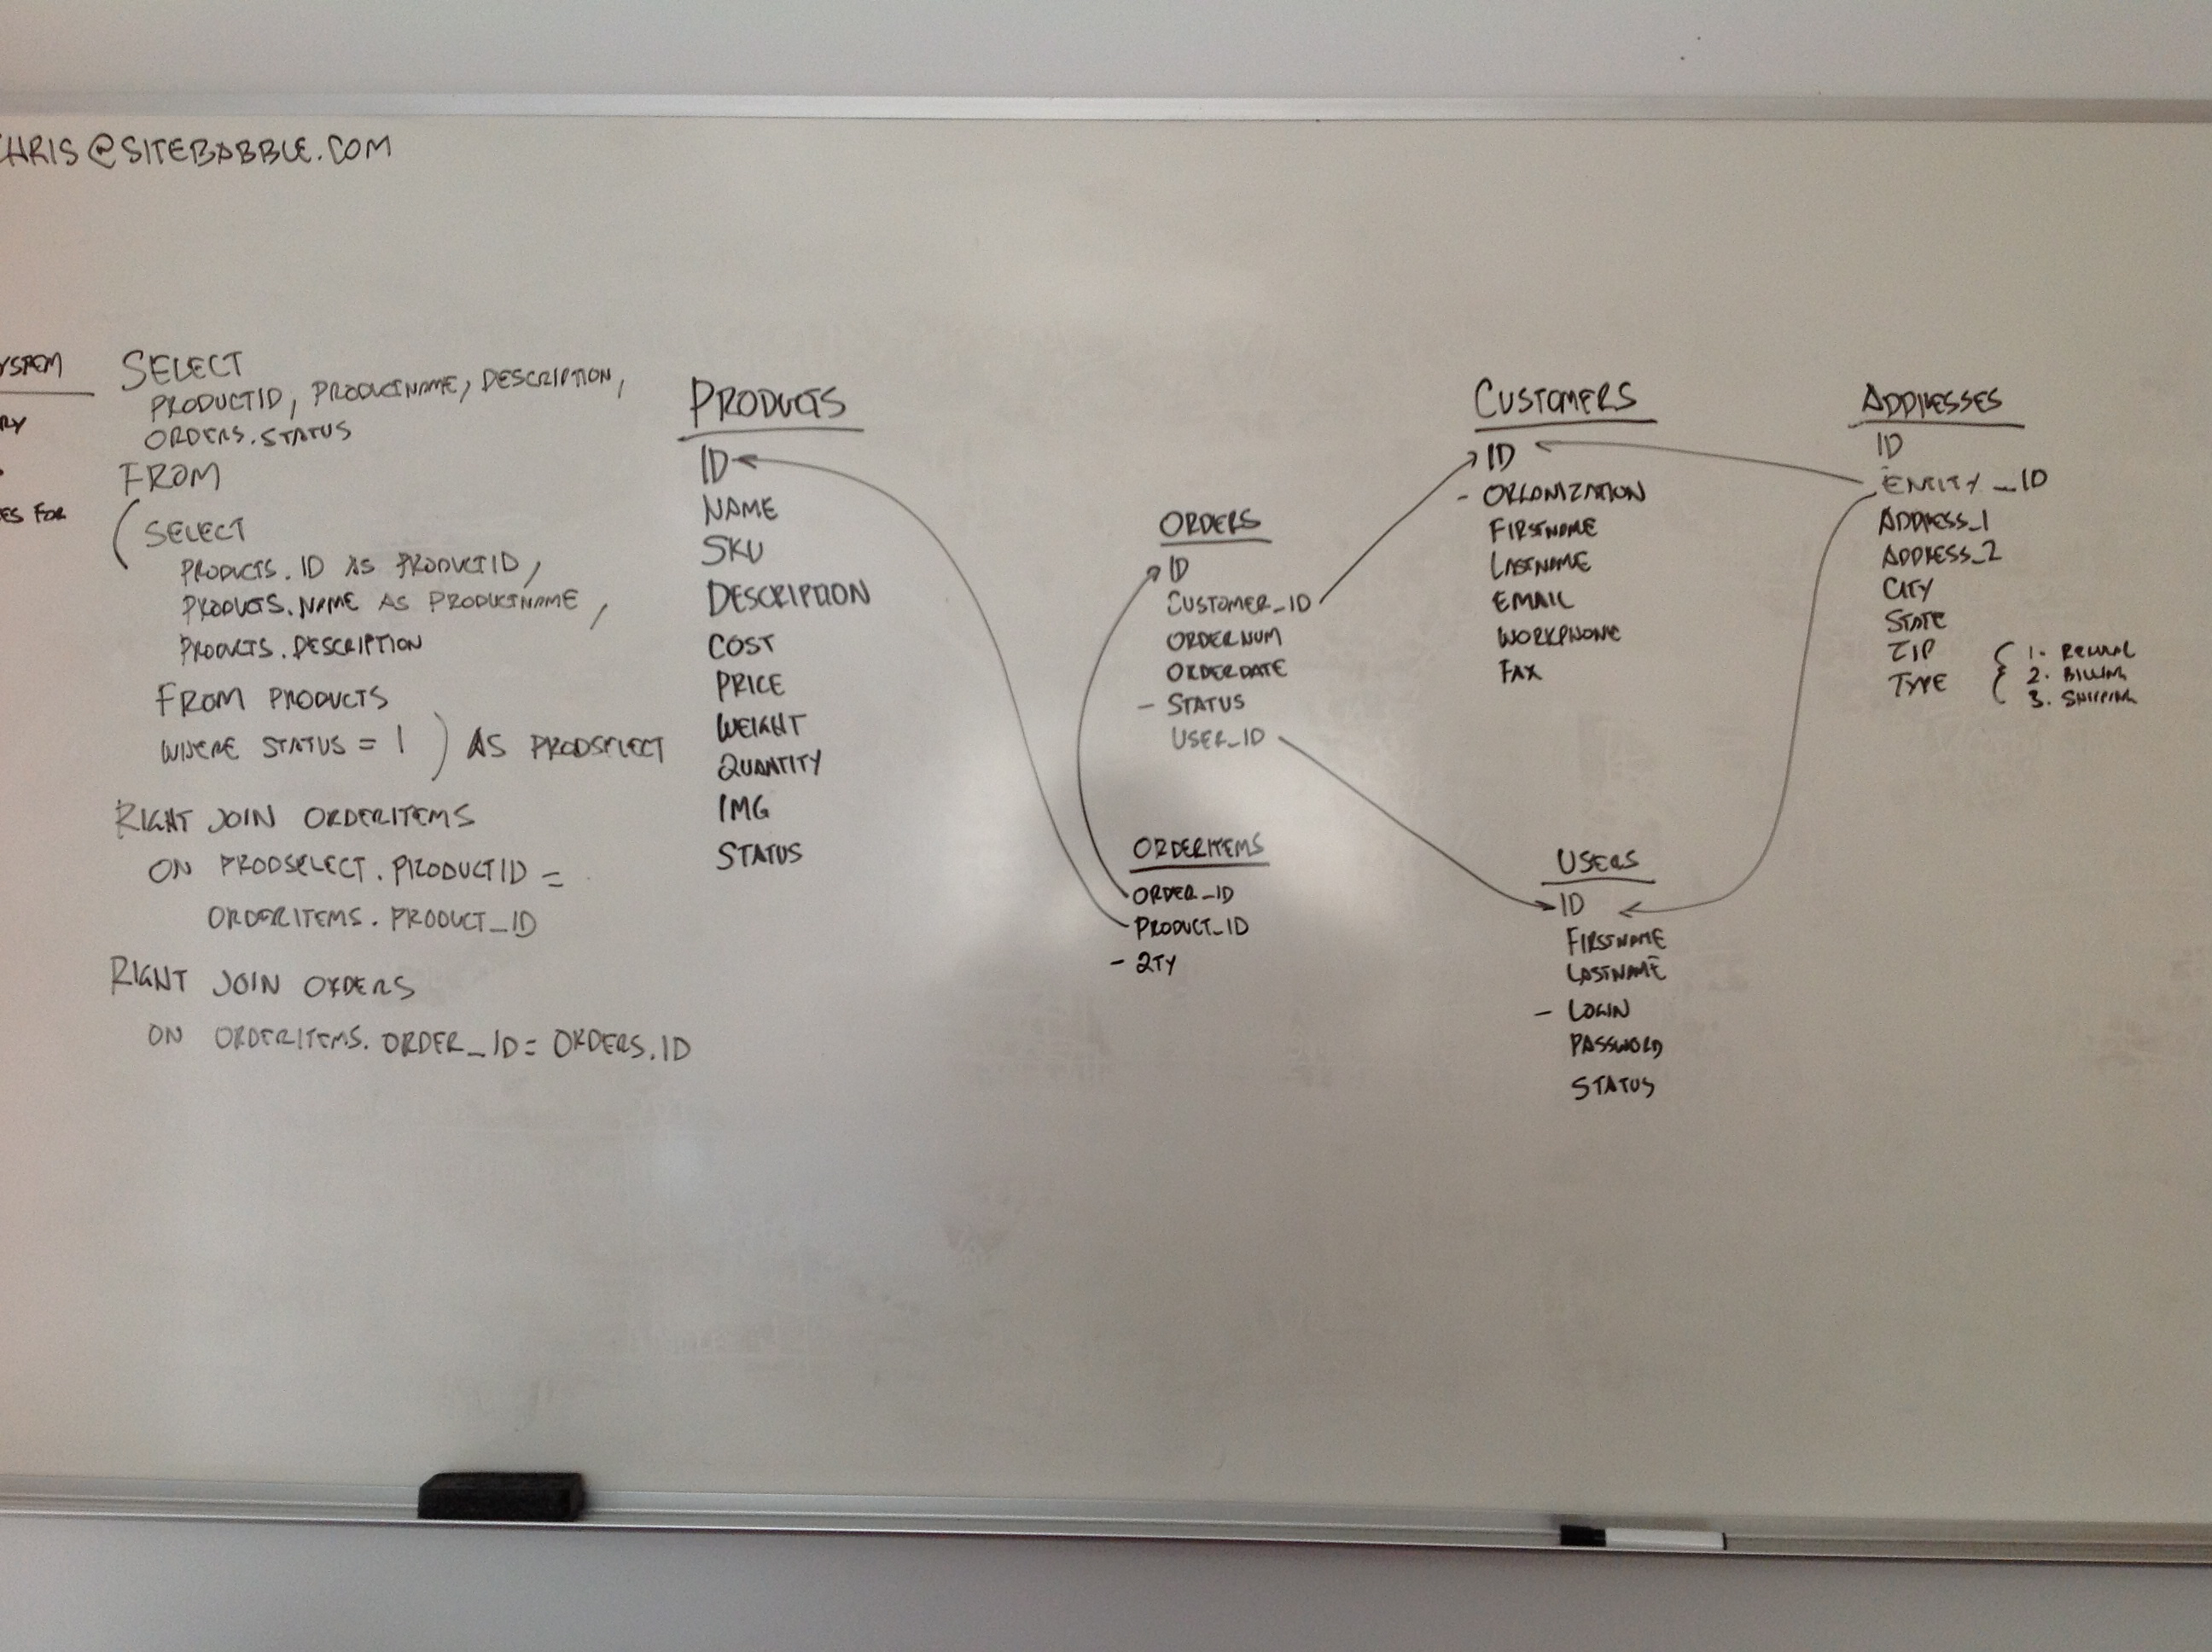 CHRIS@SITEBABBLE.COM
YSTEM
RY
ES FOR
SELECT
PRODUCTID, PRODUCTNAME, DESCRIPTION,
ORDERS.STATUS
FROM
( SELECT
PRODUCTS.ID AS PRODUCTID,
PRODUCTS.NAME AS PRODUCTNAME,
PRODUCTS.DESCRIPTION
FROM PRODUCTS
WHERE STATUS = 1 ) AS PRODSELECT
RIGHT JOIN ORDERITEMS
ON PRODSELECT.PRODUCTID =
ORDERITEMS.PRODUCT_ID
RIGHT JOIN ORDERS
ON ORDERITEMS.ORDER_ID = ORDERS.ID
PRODUCTS
ID
NAME
SKU
DESCRIPTION
COST
PRICE
WEIGHT
QUANTITY
IMG
STATUS
ORDERS
ID
CUSTOMER_ID
ORDERNUM
ORDERDATE
- STATUS
USER_ID
ORDERITEMS
ORDER_ID
PRODUCT_ID
- QTY
CUSTOMERS
ID
- ORGANIZATION
FIRSTNAME
LASTNAME
EMAIL
WORKPHONE
FAX
USERS
ID
FIRSTNAME
LASTNAME
- LOGIN
PASSWORD
STATUS
ADDRESSES
ID
ENTITY_ID
ADDRESS_1
ADDRESS_2
CITY
STATE
ZIP
TYPE
1.
2. BILLING
3. SHIPPING